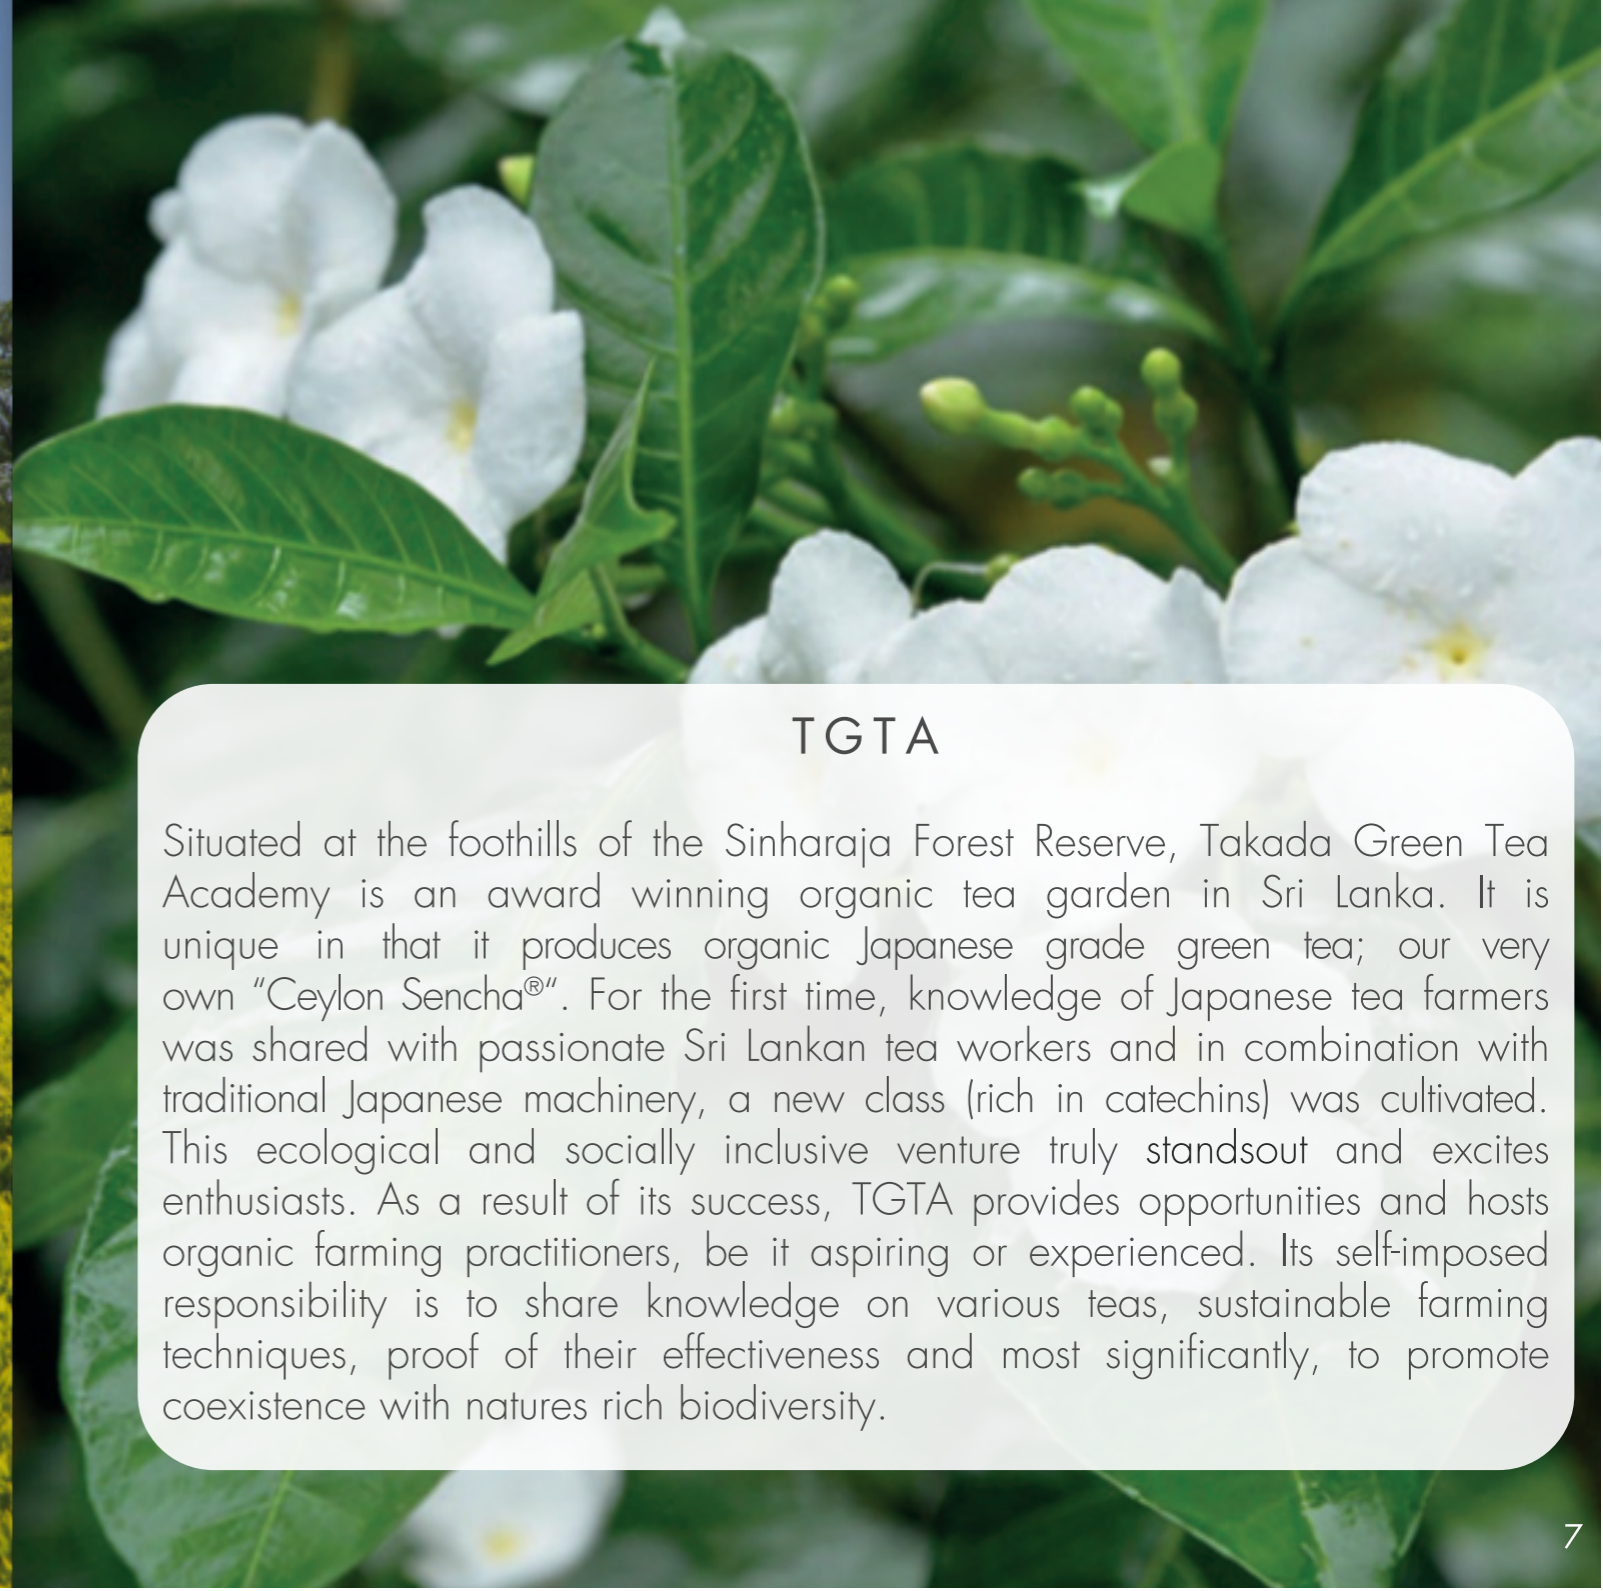 TGTA
Situated at the foothills of the Sinharaja Forest Reserve, Takada Green Tea
Academy is an award winning organic tea garden in Sri Lanka. It is
unique in that it produces organic Japanese grade green tea; our very
own “Ceylon Sencha®“. For the first time, knowledge of Japanese tea farmers
was shared with passionate Sri Lankan tea workers and in combination with
traditional Japanese machinery, a new class (rich in catechins) was cultivated.
This ecological and socially inclusive venture truly standsout and excites
enthusiasts. As a result of its success, TGTA provides opportunities and hosts
organic farming practitioners, be it aspiring or experienced. Its self-imposed
responsibility is to share knowledge on various teas, sustainable farming
techniques, proof of their effectiveness and most significantly, to promote
coexistence with natures rich biodiversity.
7